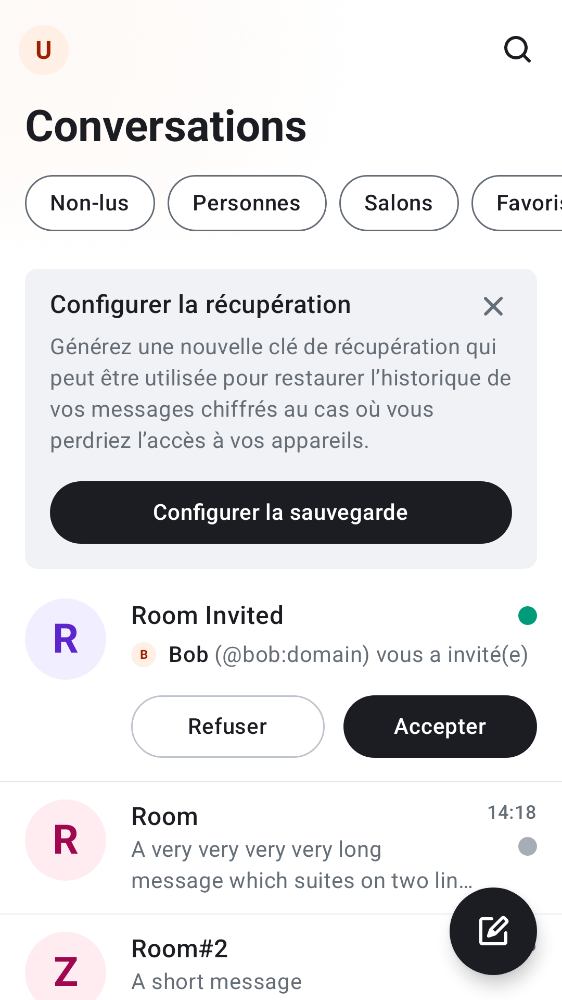 U
Conversations
Non-lus
Personnes
Salons
Favoris
Configurer la récupération
Générez une nouvelle clé de récupération qui
peut être utilisée pour restaurer l’historique de
vos messages chiffrés au cas où vous
perdriez l’accès à vos appareils.
Configurer la sauvegarde
R
Room Invited
B
Bob (@bob:domain) vous a invité(e)
Refuser
Accepter
R
Room
14:18
A very very very very long
message which suites on two lin…
Z
Room#2
A short message